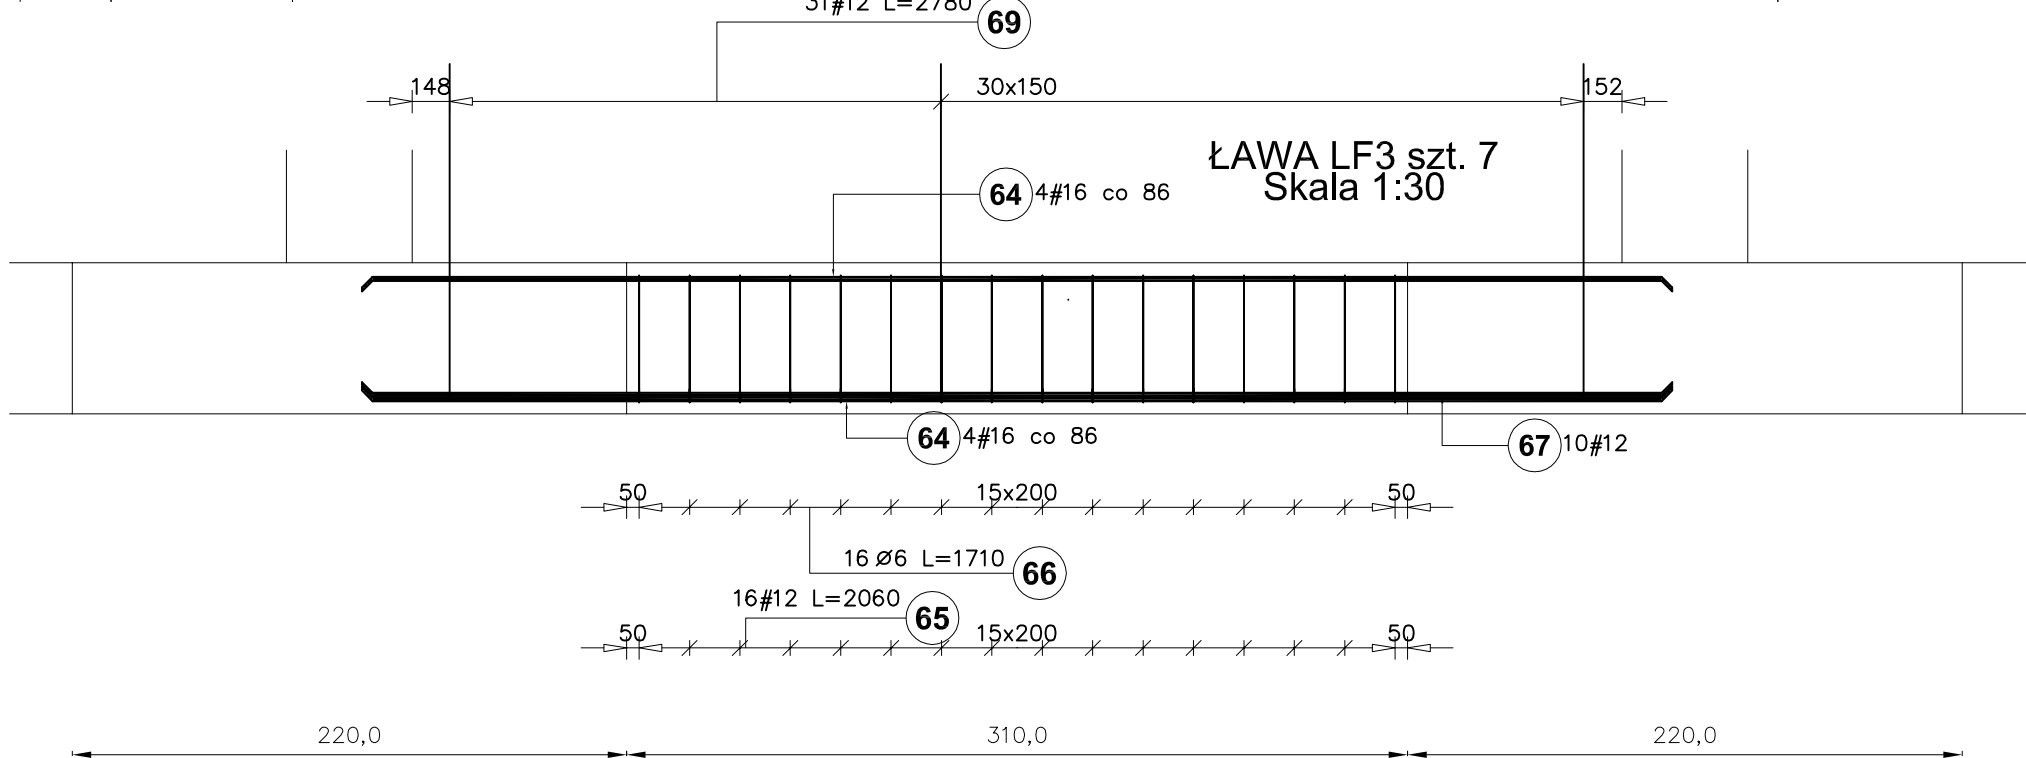 31#12 L=2780 69
148 30x150 152
ŁAWA LF3 szt. 7
Skala 1:30
64 4#16 co 86
64 4#16 co 86
67 10#12
50 15x200 50
16 Ø6 L=1710 66
16#12 L=2060 65
50 15x200 50
220,0 310,0 220,0